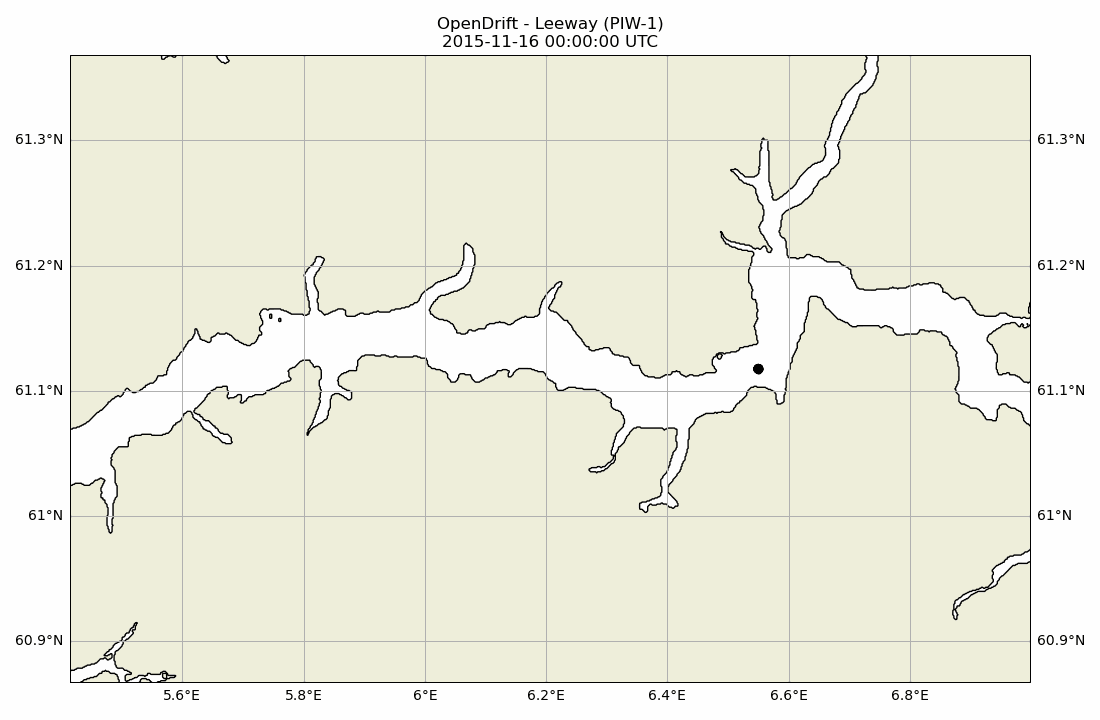 OpenDrift - Leeway (PIW-1)
2015-11-16 00:00:00 UTC
61.3°N 61.3°N
61.2°N 61.2°N
61.1°N 61.1°N
61°N 61°N
60.9°N 60.9°N
5.6°E 5.8°E 6°E 6.2°E 6.4°E 6.6°E 6.8°E